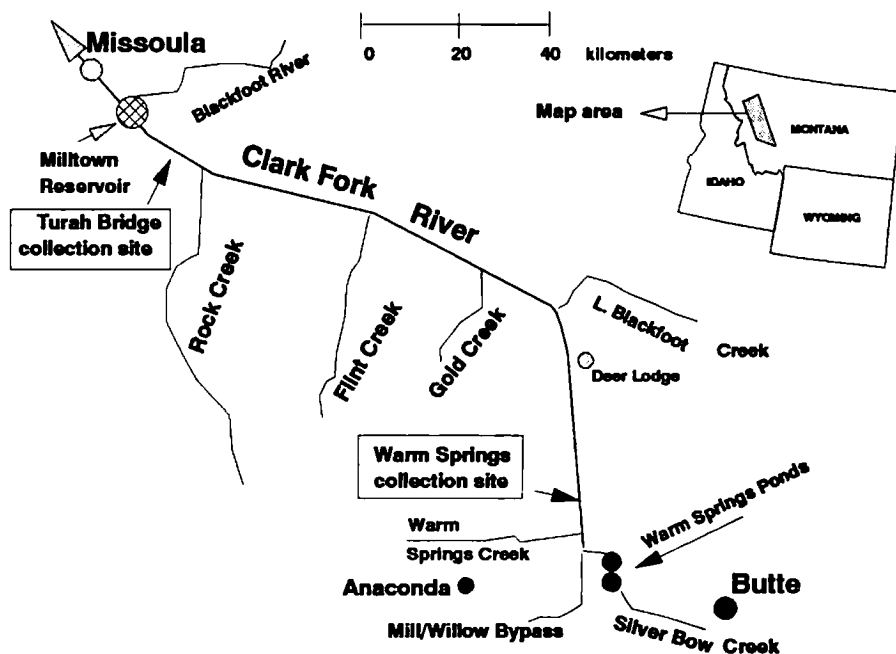 Missoula
0 20 40 kilometers
Blackfoot River
Map area
MONTANA
IDAHO
WYOMING
Milltown
Reservoir
Clark Fork
River
Turah Bridge
collection site
Rock Creek
Flint Creek
Gold Creek
L. Blackfoot
Creek
Deer Lodge
Warm Springs
collection site
Warm Springs Ponds
Warm
Springs Creek
Anaconda
Butte
Mill/Willow Bypass
Silver Bow Creek